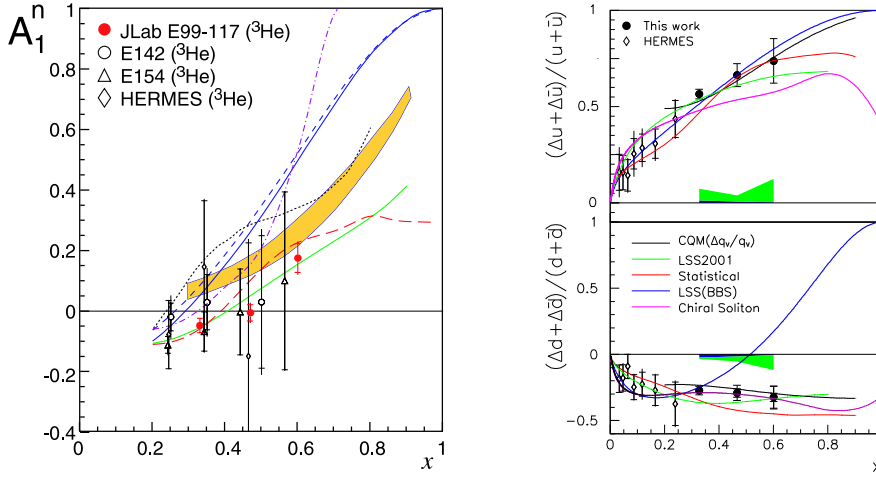 A₁ⁿ
1
0.8
0.6
0.4
0.2
0
-0.2
-0.4
JLab E99-117 (³He)
E142 (³He)
E154 (³He)
HERMES (³He)
0 0.2 0.4 0.6 0.8 1
x
(Δu+Δū)/(u+ū)
1
0.5
0
This work
HERMES
(Δd+Δd̄)/(d+d̄)
1
0.5
0
−0.5
CQM(Δqᵥ/qᵥ)
LSS2001
Statistical
LSS(BBS)
Chiral Soliton
0 0.2 0.4 0.6 0.8 1
x